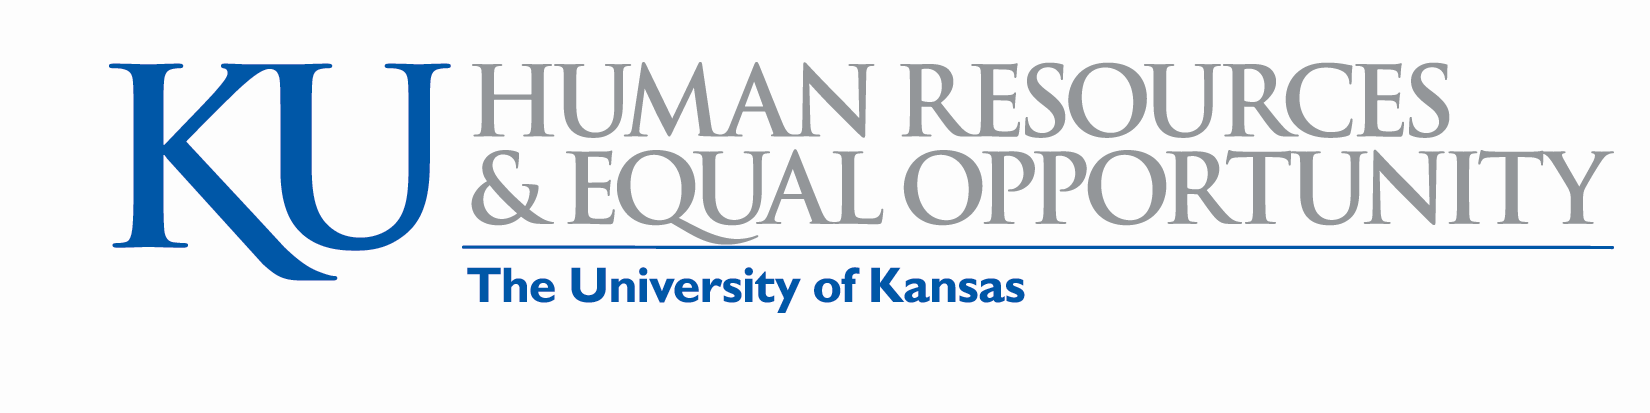 KU
HUMAN RESOURCES
& EQUAL OPPORTUNITY
The University of Kansas